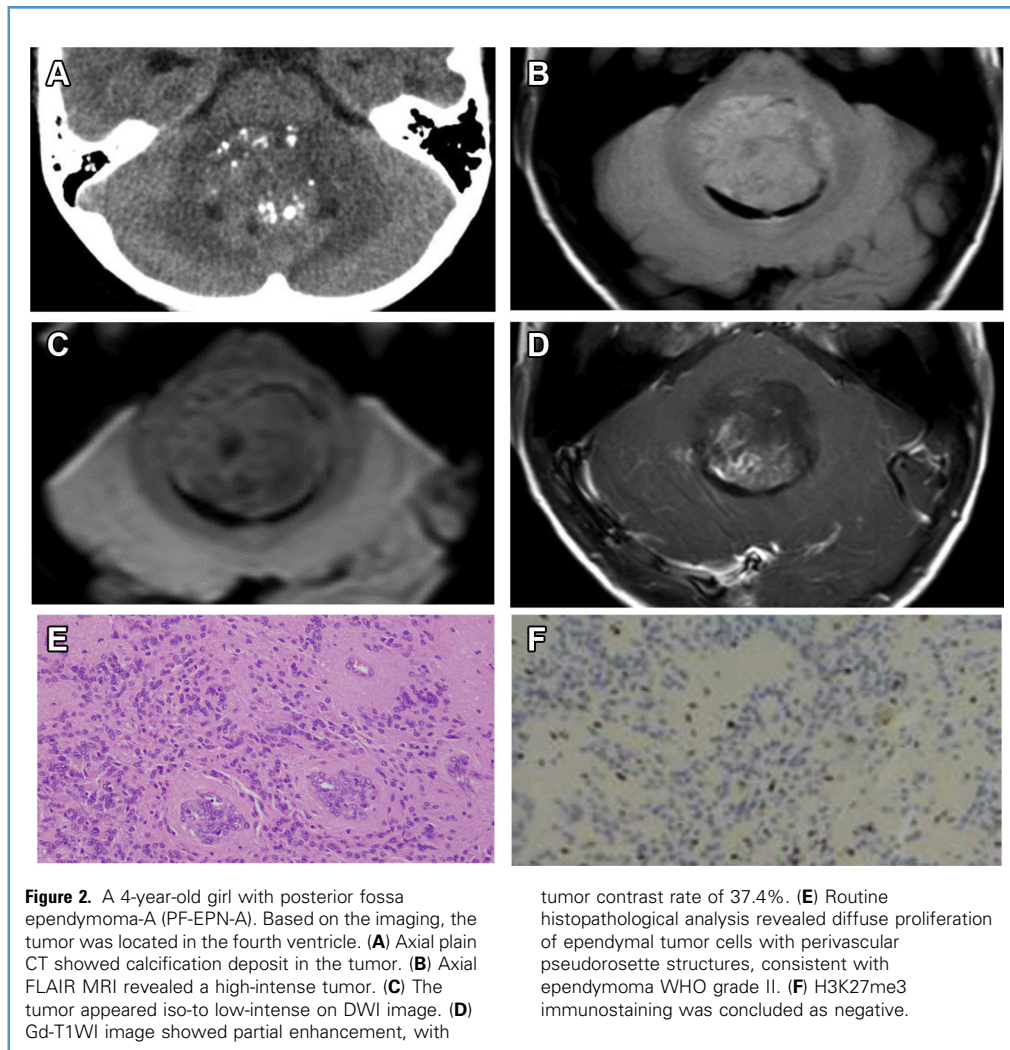 A
B
C
D
E
F
Figure 2. A 4-year-old girl with posterior fossa
ependymoma-A (PF-EPN-A). Based on the imaging, the
tumor was located in the fourth ventricle. (A) Axial plain
CT showed calcification deposit in the tumor. (B) Axial
FLAIR MRI revealed a high-intense tumor. (C) The
tumor appeared iso-to low-intense on DWI image. (D)
Gd-T1WI image showed partial enhancement, with
tumor contrast rate of 37.4%. (E) Routine
histopathological analysis revealed diffuse proliferation
of ependymal tumor cells with perivascular
pseudorosette structures, consistent with
ependymoma WHO grade II. (F) H3K27me3
immunostaining was concluded as negative.